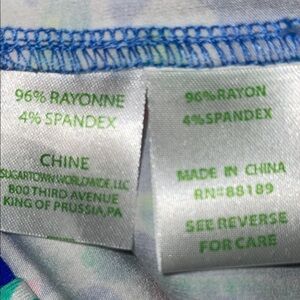 96% RAYONNE
4% SPANDEX
CHINE
SUGARTOWN WORLDWIDE, LLC
800 THIRD AVENUE
KING OF PRUSSIA, PA
96% RAYON
4% SPANDEX
MADE IN CHINA
RN#88189
SEE REVERSE
FOR CARE